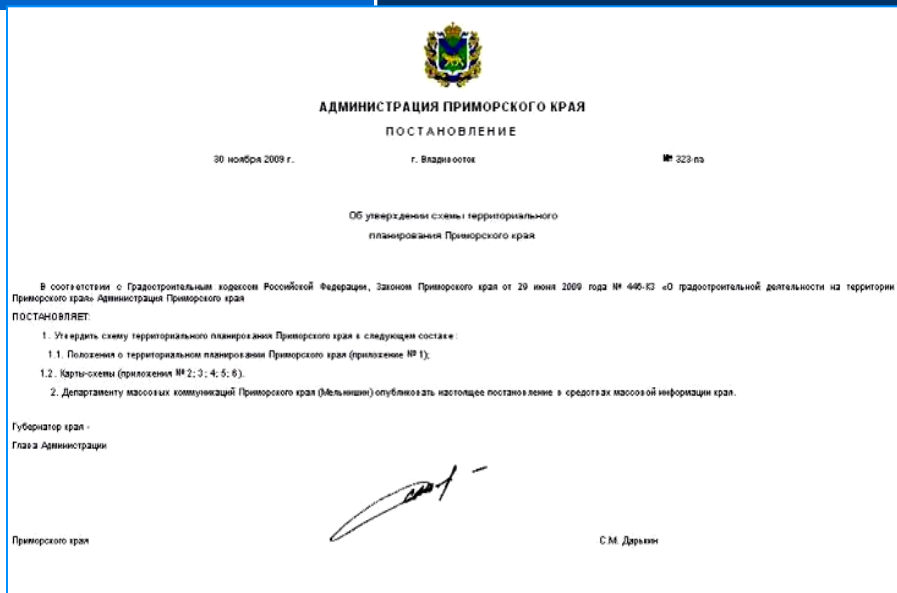 АДМИНИСТРАЦИЯ ПРИМОРСКОГО КРАЯ
ПОСТАНОВЛЕНИЕ
30 ноября 2009 г. г. Владивосток № 323-па
Об утверждении схемы территориального
планирования Приморского края
В соответствии с Градостроительным кодексом Российской Федерации, Законом Приморского края от 29 июня 2009 года № 446-КЗ «О градостроительной деятельности на территории
Приморского края» Администрация Приморского края
ПОСТАНОВЛЯЕТ:
1. Утвердить схему территориального планирования Приморского края в следующем составе:
1.1. Положения о территориальном планировании Приморского края (приложение № 1);
1.2. Карты-схемы (приложения № 2; 3; 4; 5; 6).
2. Департаменту массовых коммуникаций Приморского края (Мельнишин) опубликовать настоящее постановление в средствах массовой информации края.
Губернатор края -
Глава Администрации
Приморского края С.М. Дарькин